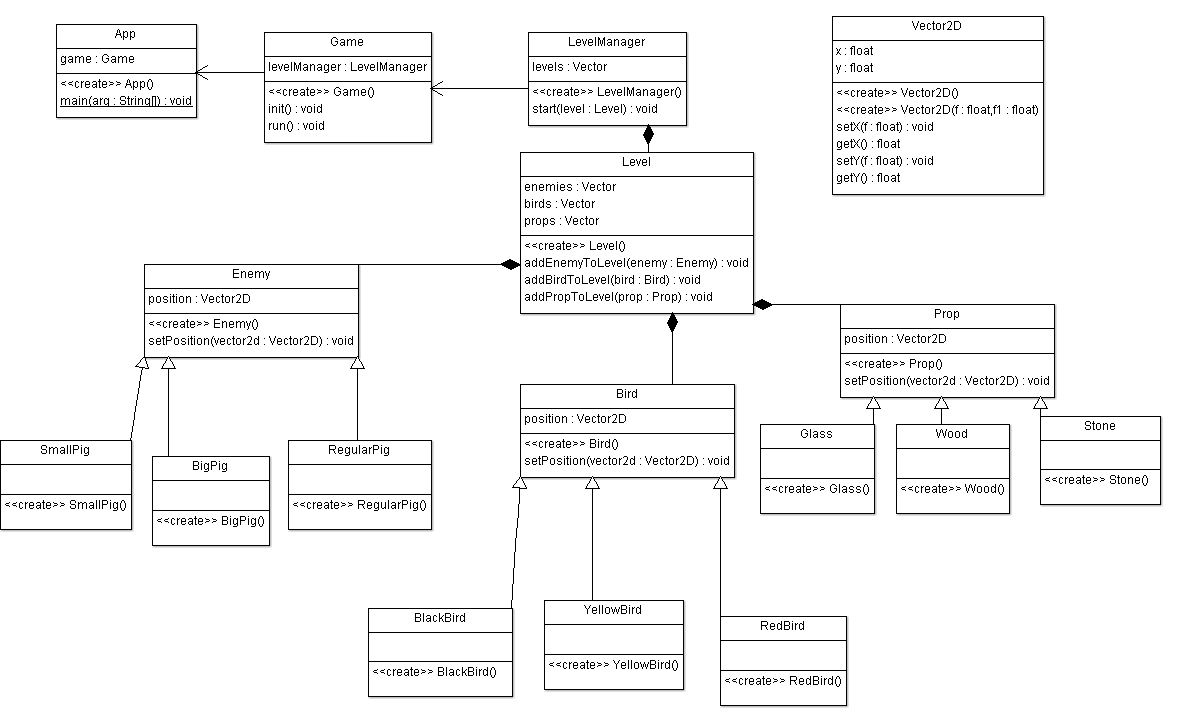 App
game : Game
<<create>> App()
main(arg : String[]) : void
Game
levelManager : LevelManager
<<create>> Game()
init() : void
run() : void
LevelManager
levels : Vector
<<create>> LevelManager()
start(level : Level) : void
Vector2D
x : float
y : float
<<create>> Vector2D()
<<create>> Vector2D(f : float,f1 : float)
setX(f : float) : void
getX() : float
setY(f : float) : void
getY() : float
Level
enemies : Vector
birds : Vector
props : Vector
<<create>> Level()
addEnemyToLevel(enemy : Enemy) : void
addBirdToLevel(bird : Bird) : void
addPropToLevel(prop : Prop) : void
Enemy
position : Vector2D
<<create>> Enemy()
setPosition(vector2d : Vector2D) : void
Prop
position : Vector2D
<<create>> Prop()
setPosition(vector2d : Vector2D) : void
Bird
position : Vector2D
<<create>> Bird()
setPosition(vector2d : Vector2D) : void
SmallPig
<<create>> SmallPig()
BigPig
<<create>> BigPig()
RegularPig
<<create>> RegularPig()
Glass
<<create>> Glass()
Wood
<<create>> Wood()
Stone
<<create>> Stone()
BlackBird
<<create>> BlackBird()
YellowBird
<<create>> YellowBird()
RedBird
<<create>> RedBird()